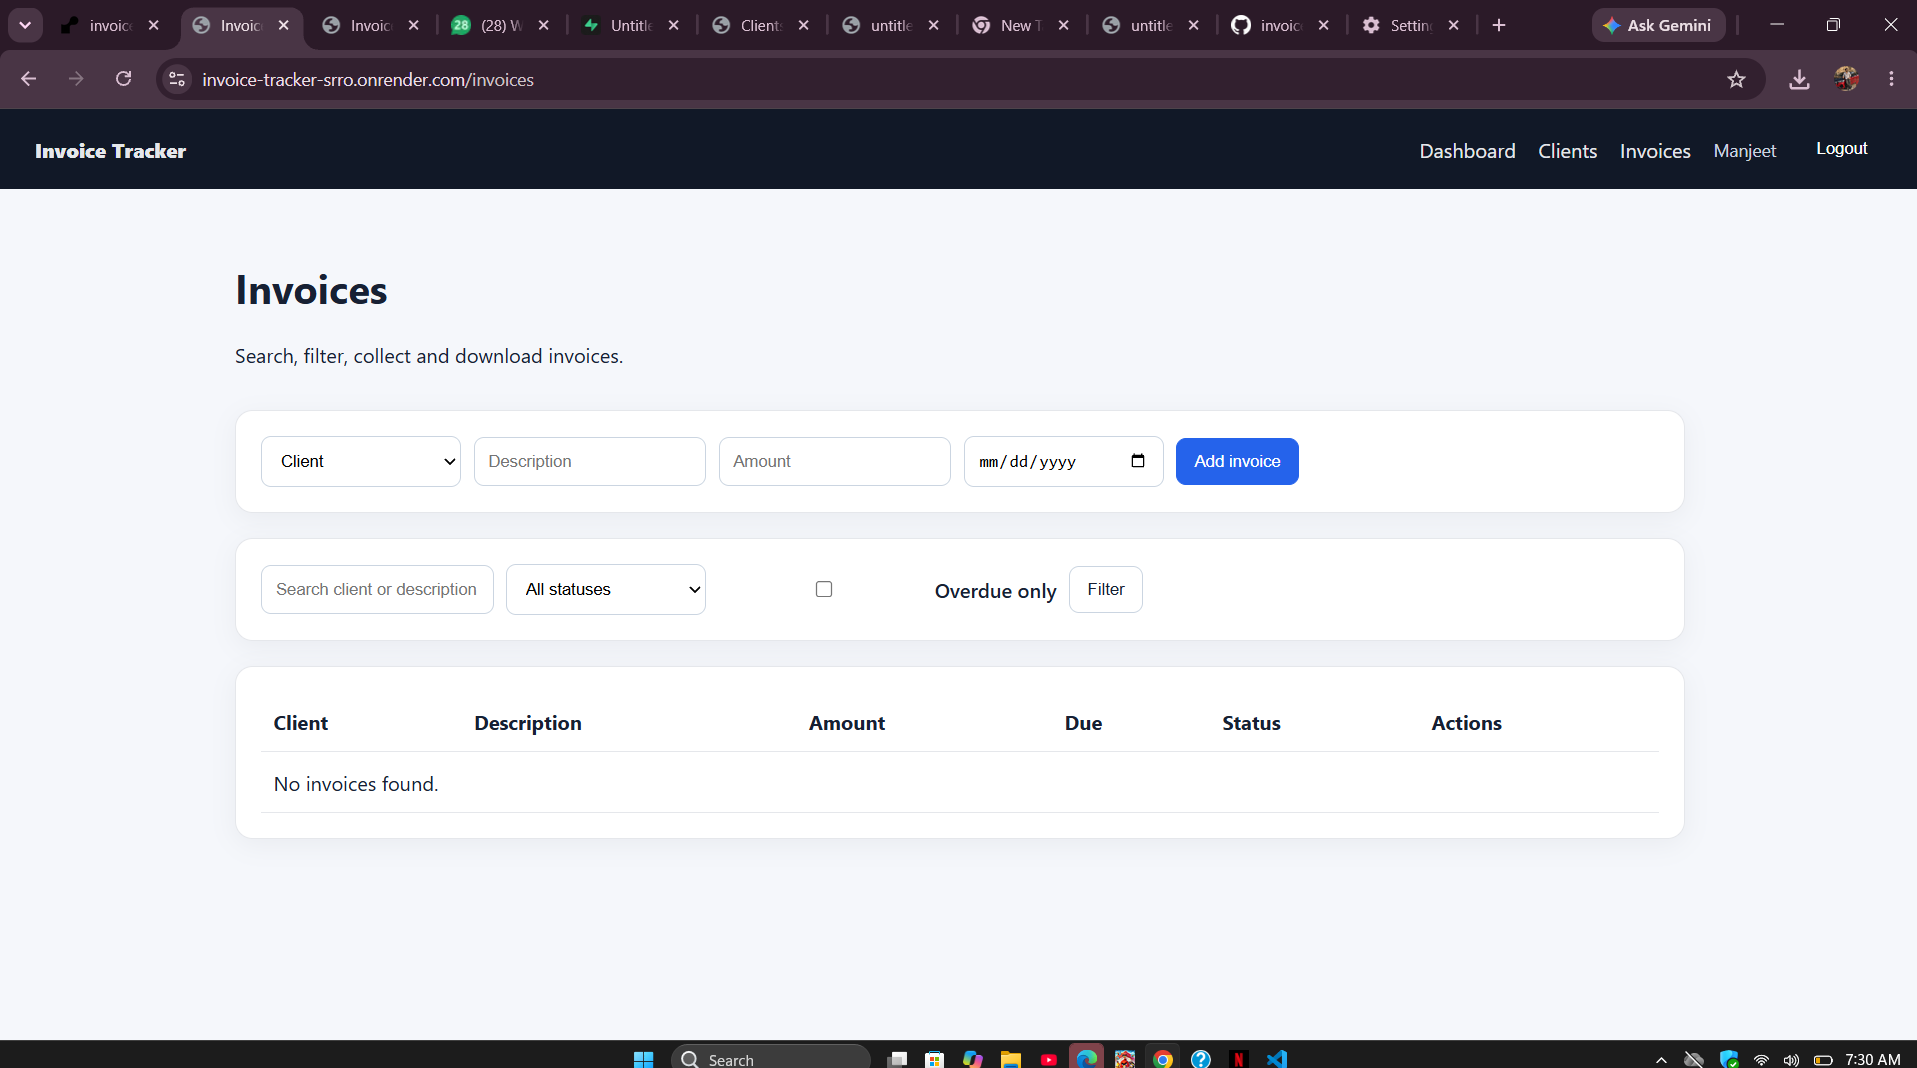 invoic Invoic Invoic (28) W Untitle Clients untitle New T untitle invoic Setting Ask Gemini
28
invoice-tracker-srro.onrender.com/invoices
Invoice Tracker Dashboard Clients Invoices Manjeet Logout
Invoices
Search, filter, collect and download invoices.
Client Description Amount mm/dd/yyyy Add invoice
Search client or description All statuses Overdue only Filter
Client Description Amount Due Status Actions
No invoices found.
Search 7:30 AM